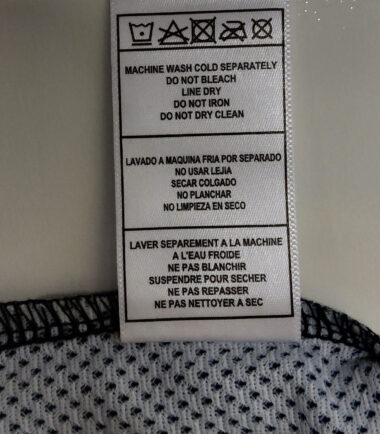 MACHINE WASH COLD SEPARATELY
DO NOT BLEACH
LINE DRY
DO NOT IRON
DO NOT DRY CLEAN
LAVADO A MAQUINA FRIA POR SEPARADO
NO USAR LEJIA
SECAR COLGADO
NO PLANCHAR
NO LIMPIEZA EN SECO
LAVER SEPAREMENT A LA MACHINE
A L'EAU FROIDE
NE PAS BLANCHIR
SUSPENDRE POUR SECHER
NE PAS REPASSER
NE PAS NETTOYER A SEC